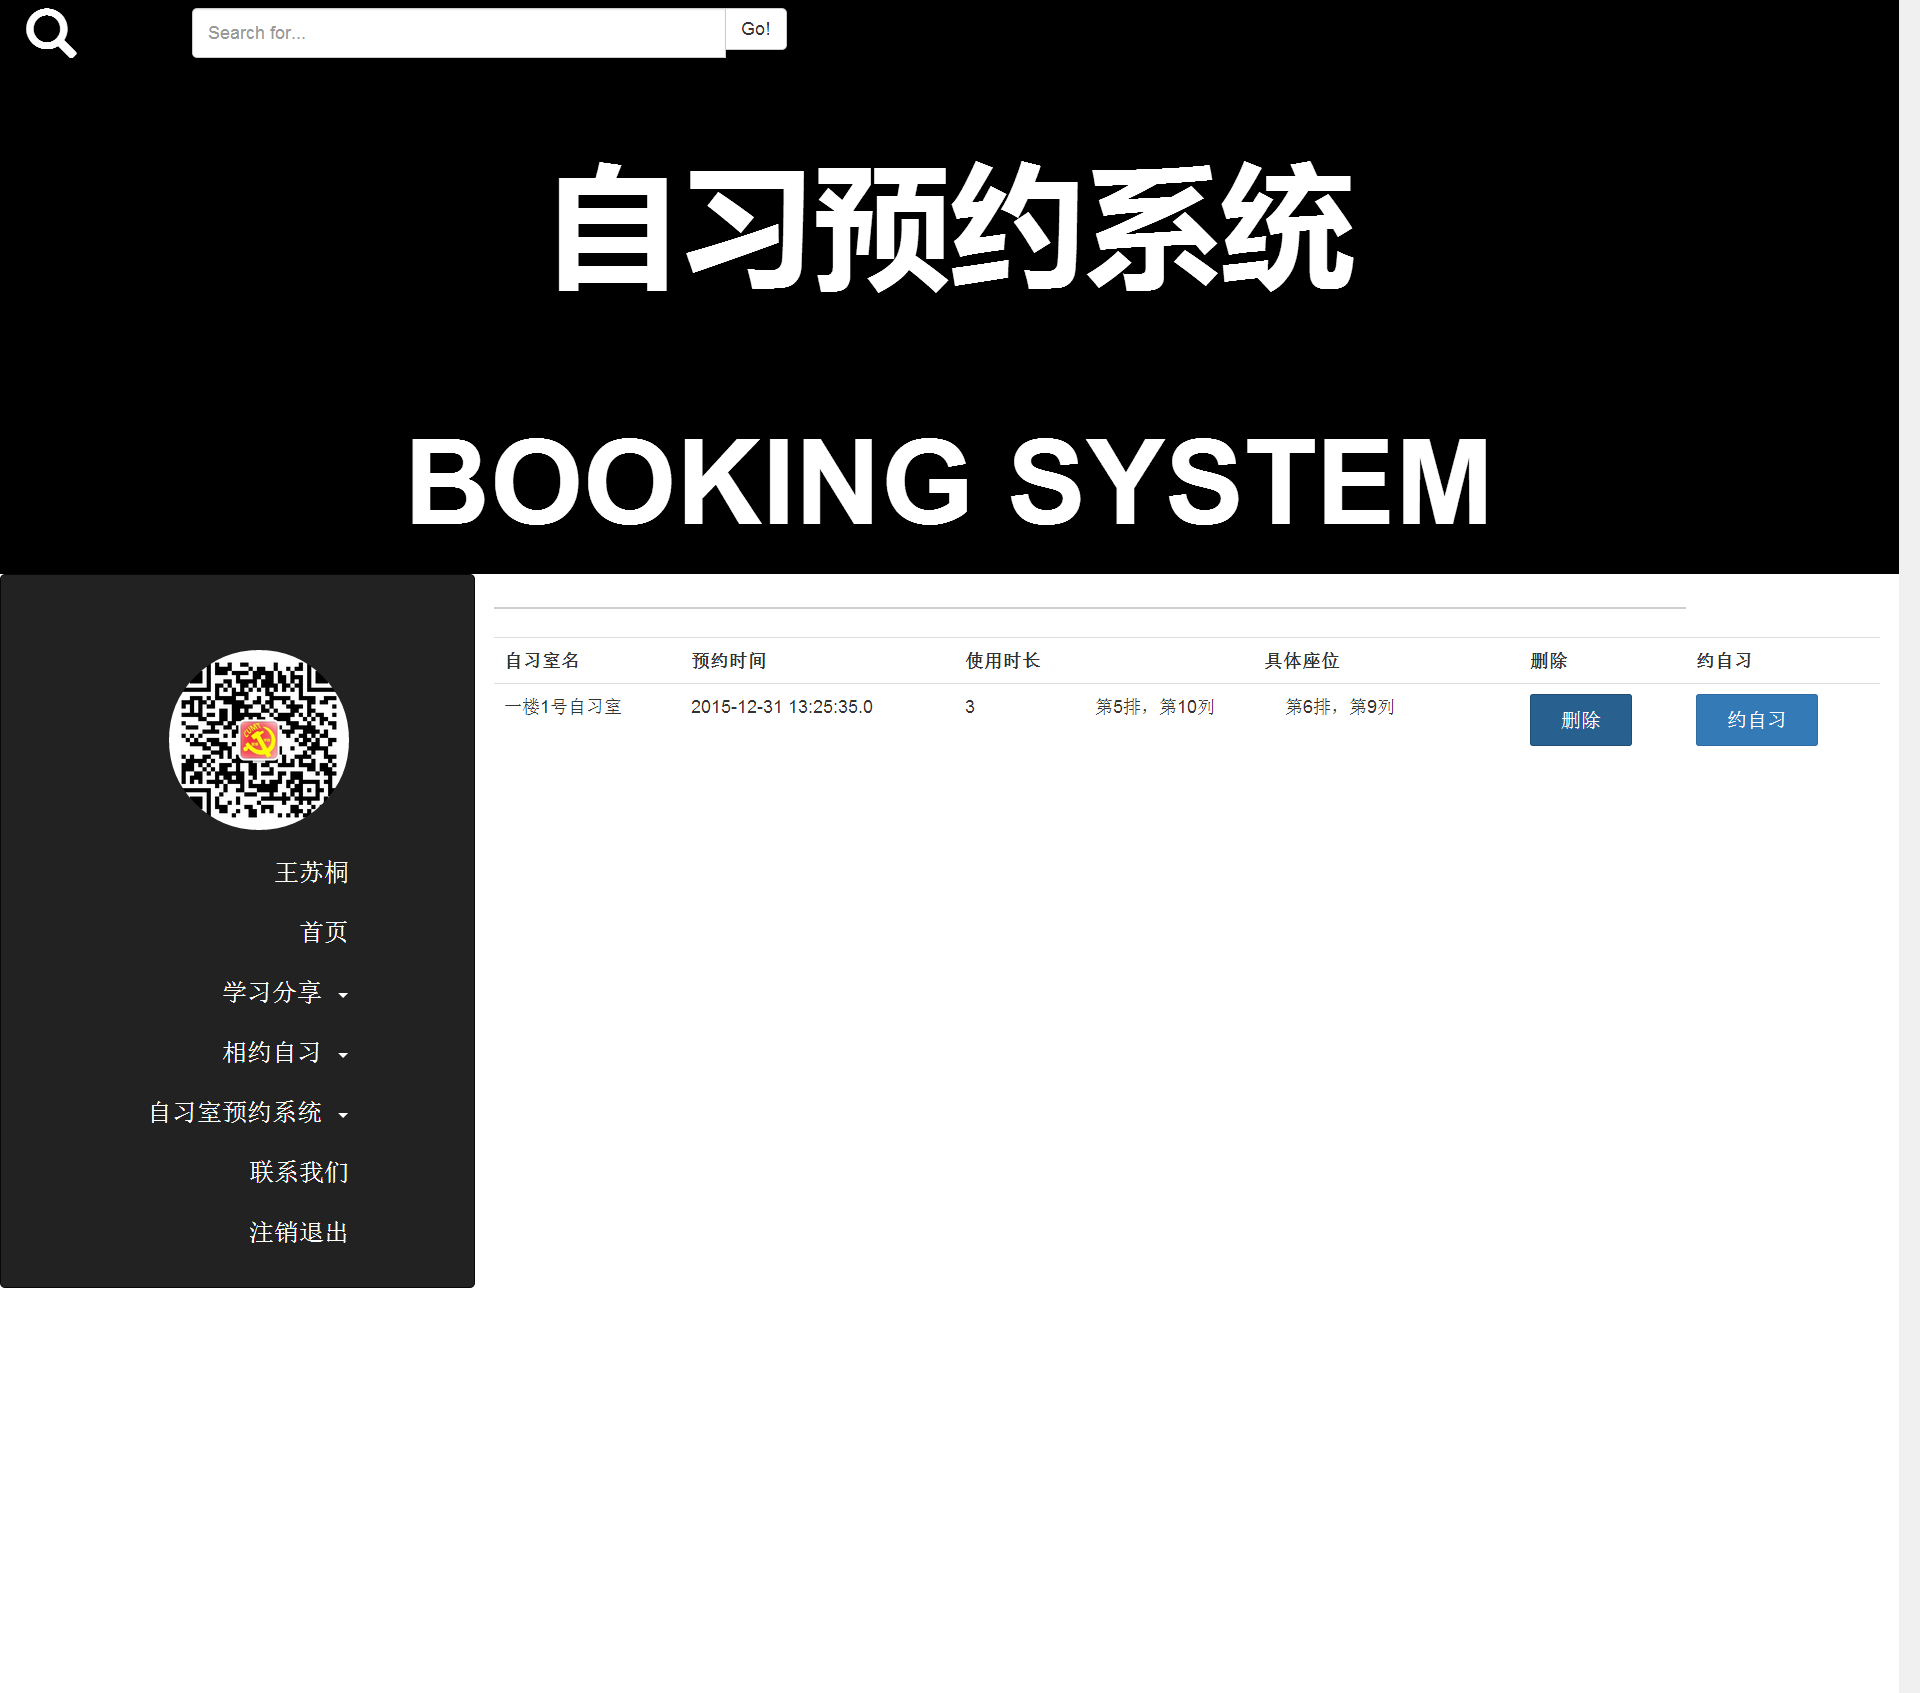 Search for...
Go!
自习预约系统
BOOKING SYSTEM
王苏桐
首页
学习分享
相约自习
自习室预约系统
联系我们
注销退出
自习室名 预约时间 使用时长 具体座位 删除 约自习
一楼1号自习室 2015-12-31 13:25:35.0 3 第5排，第10列 第6排，第9列 删除 约自习